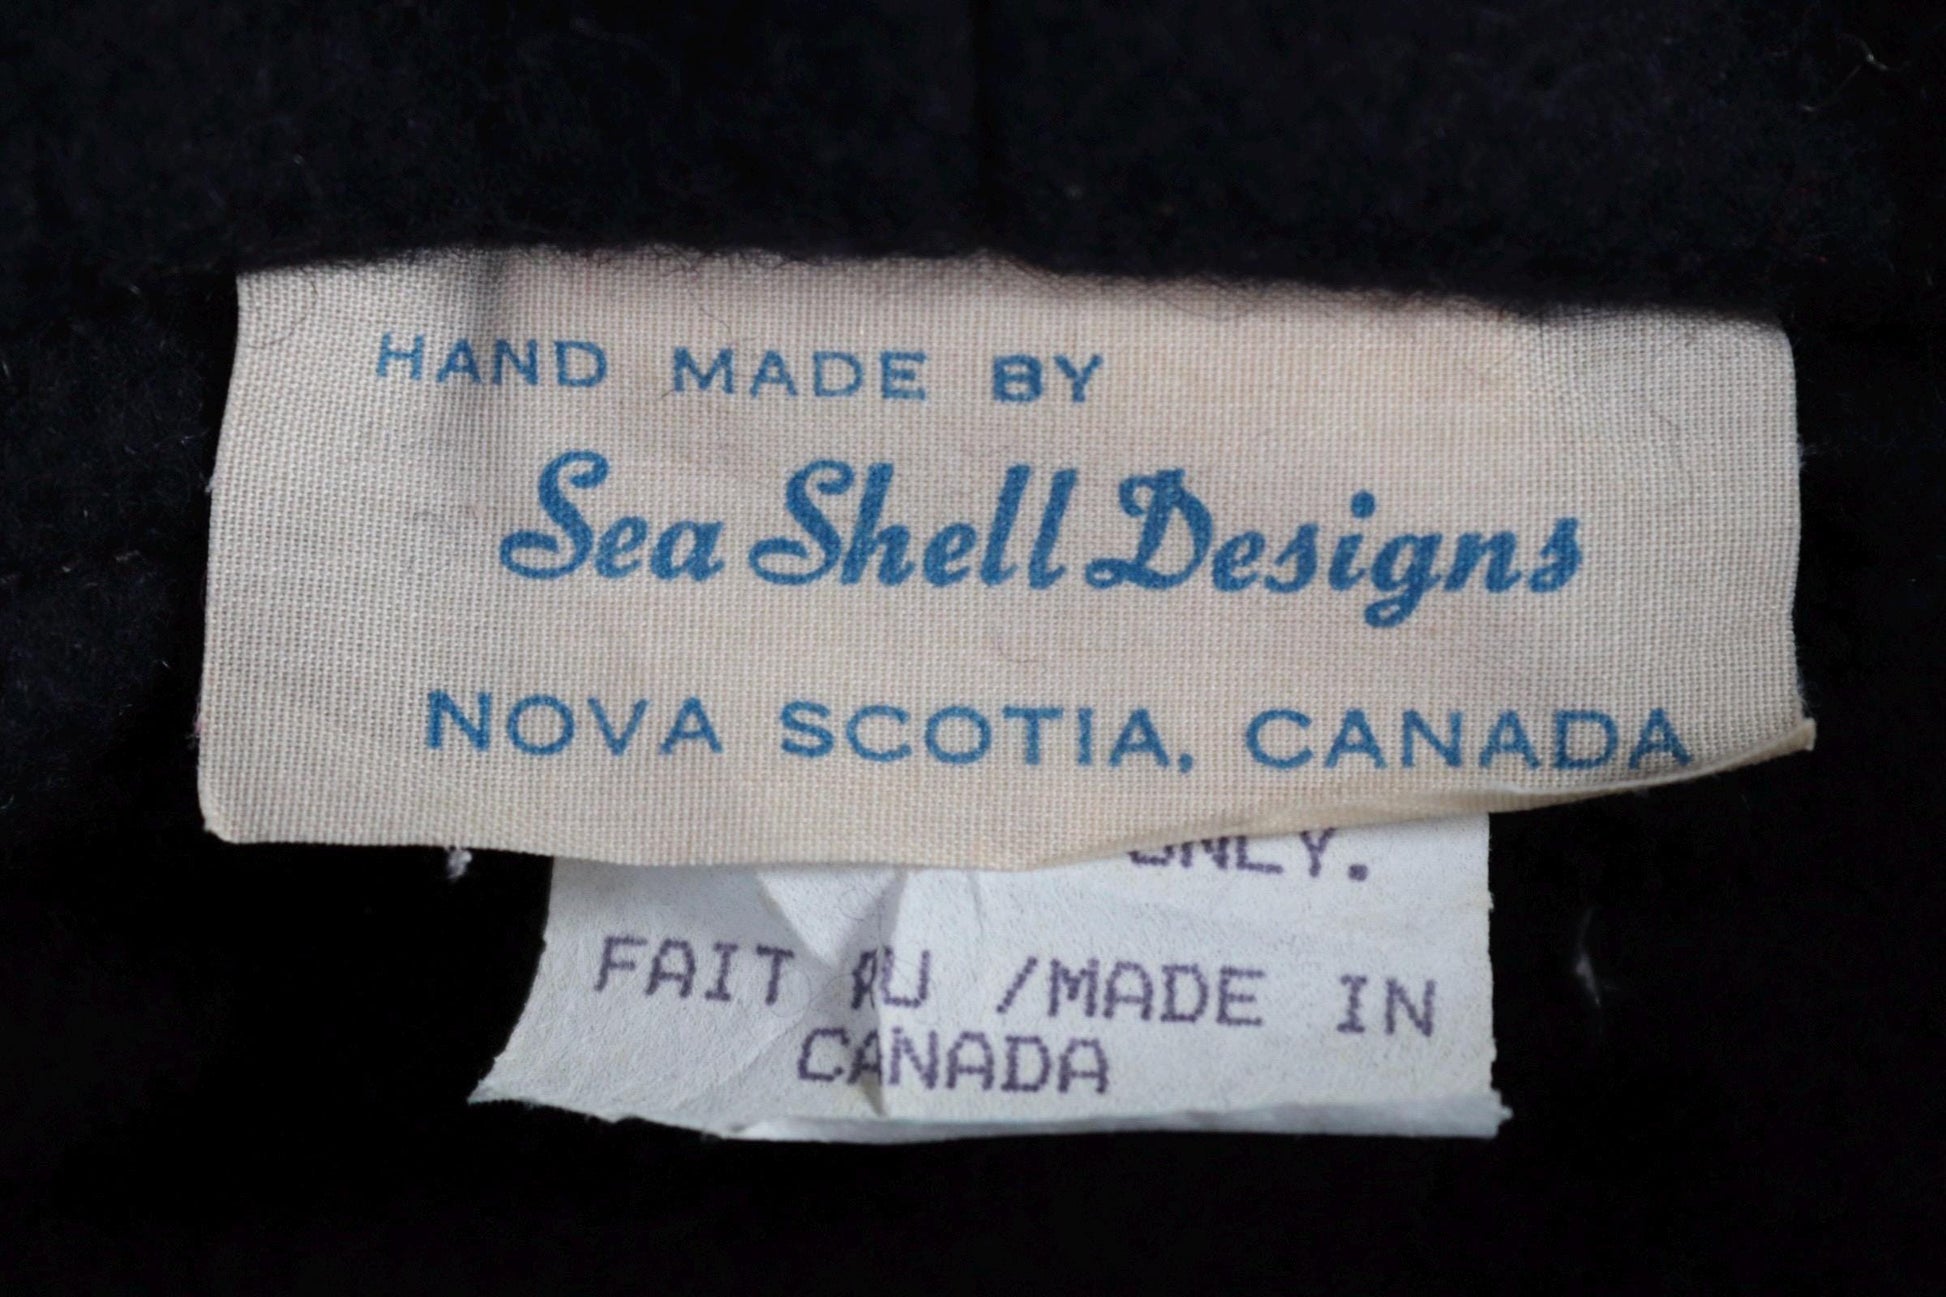 HAND MADE BY
Sea Shell Designs
NOVA SCOTIA, CANADA
ONLY.
FAIT AU /MADE IN
CANADA